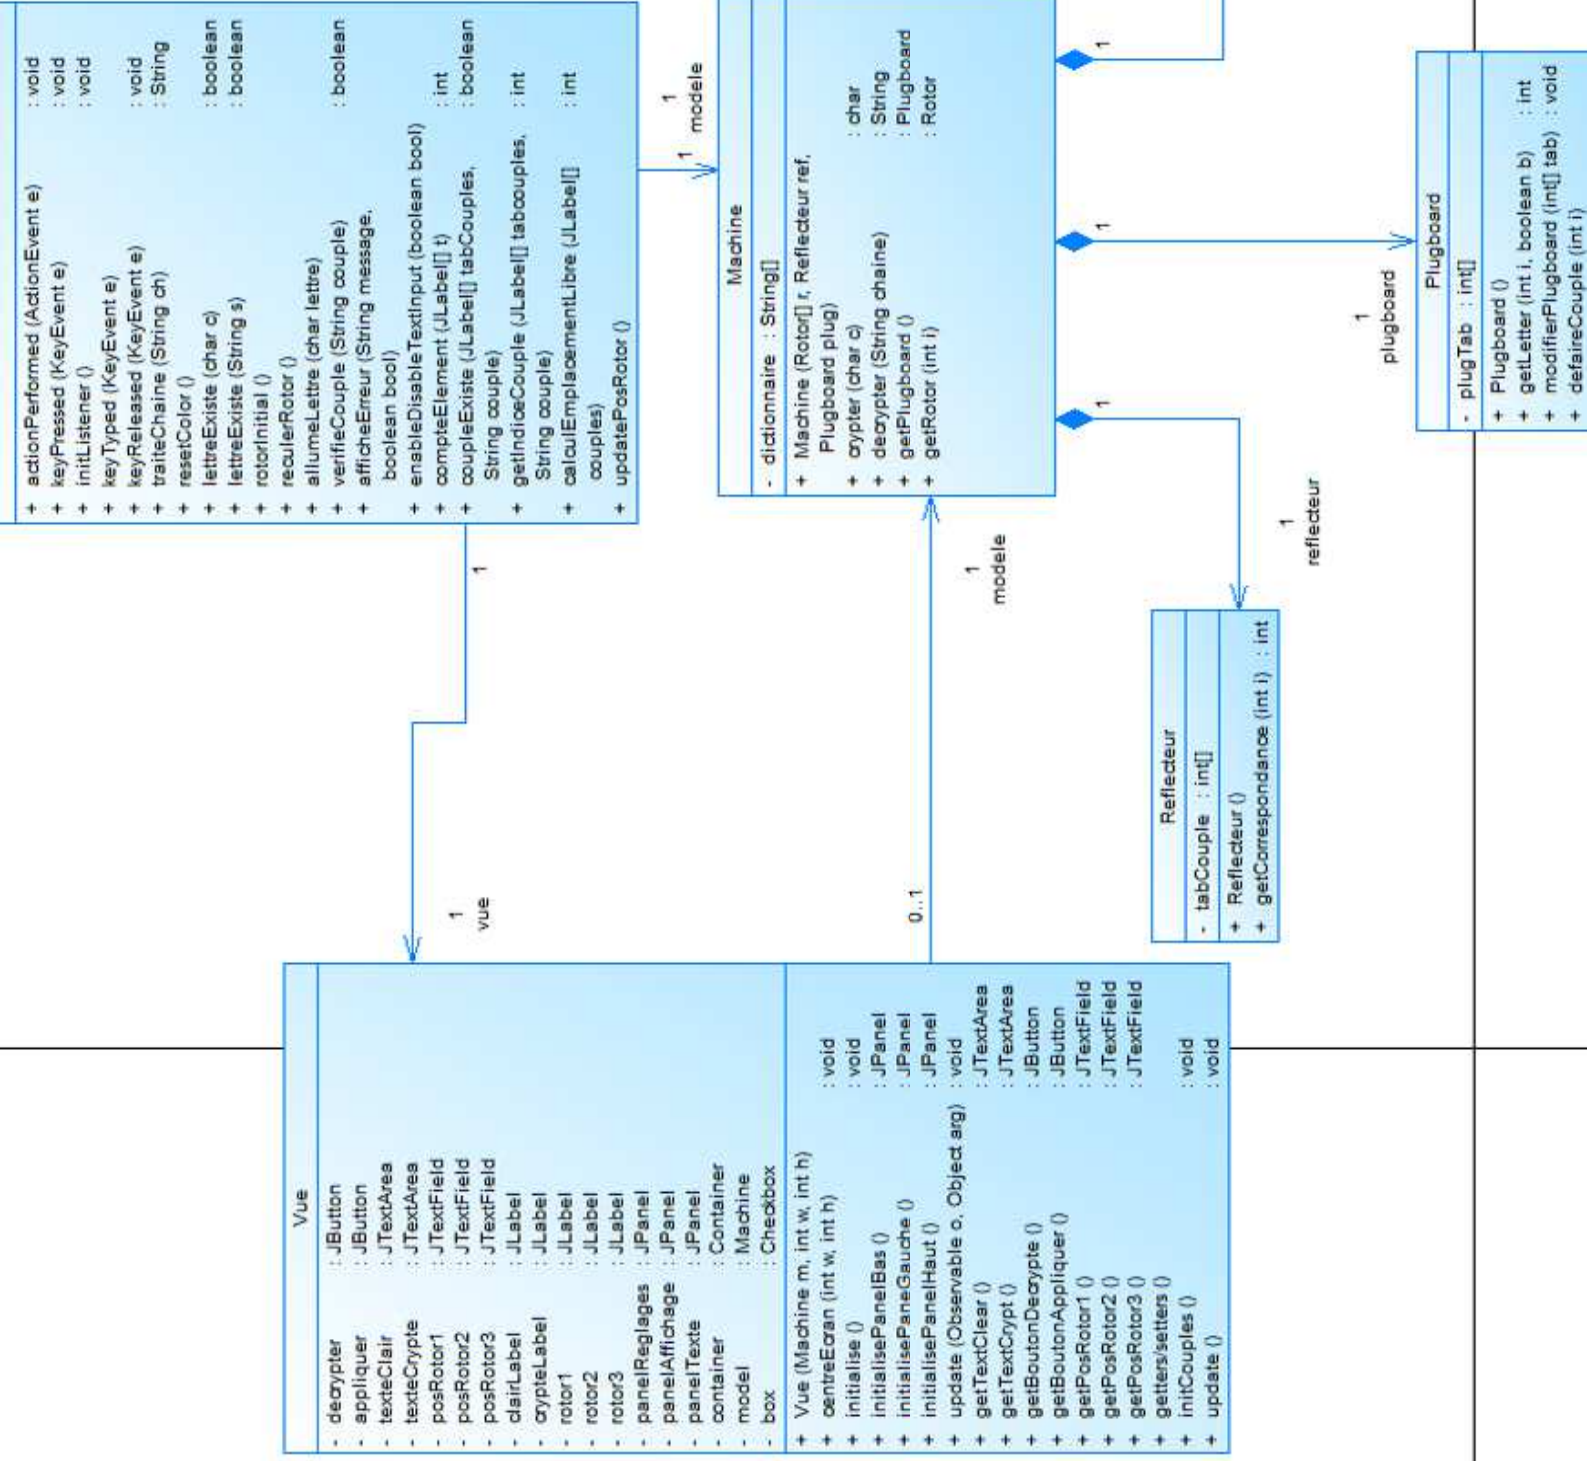 + actionPerformed (ActionEvent e) : void
+ keyPressed (KeyEvent e) : void
+ initListener () : void
+ keyTyped (KeyEvent e)
+ keyReleased (KeyEvent e) : void
+ traiteChaine (String ch) : String
+ resetColor ()
+ lettreExiste (char c) : boolean
+ lettreExiste (String s) : boolean
+ rotorInitial ()
+ reculerRotor ()
+ allumeLettre (char lettre)
+ verifieCouple (String couple) : boolean
+ afficheErreur (String message,
boolean bool)
+ enableDisableTextInput (boolean bool)
+ compteElement (JLabel[] t) : int
+ coupleExiste (JLabel[] tabCouples, : boolean
String couple)
+ getIndiceCouple (JLabel[] tabcouples, : int
String couple)
+ calculEmplacementLibre (JLabel[] : int
couples)
+ updatePosRotor ()
1
1
modele
1
1
vue
Vue
- decrypter : JButton
- appliquer : JButton
- texteClair : JTextArea
- texteCrypte : JTextArea
- posRotor1 : JTextField
- posRotor2 : JTextField
- posRotor3 : JTextField
- clairLabel : JLabel
- crypteLabel : JLabel
- rotor1 : JLabel
- rotor2 : JLabel
- rotor3 : JLabel
- panelReglages : JPanel
- panelAffichage : JPanel
- panelTexte : JPanel
- container : Container
- model : Machine
- box : Checkbox
+ Vue (Machine m, int w, int h)
+ centreEcran (int w, int h) : void
+ initialise () : void
+ initialisePanelBas () : JPanel
+ initialisePaneGauche () : JPanel
+ initialisePanelHaut () : JPanel
+ update (Observable o, Object arg) : void
+ getTextClear () : JTextArea
+ getTextCrypt () : JTextArea
+ getBoutonDecrypte () : JButton
+ getBoutonAppliquer () : JButton
+ getPosRotor1 () : JTextField
+ getPosRotor2 () : JTextField
+ getPosRotor3 () : JTextField
+ getters/setters ()
+ initCouples () : void
+ update () : void
0..1
1
modele
Machine
- dictionnaire : String[]
+ Machine (Rotor[] r, Reflecteur ref,
Plugboard plug)
+ crypter (char c) : char
+ decrypter (String chaine) : String
+ getPlugboard () : Plugboard
+ getRotor (int i) : Rotor
1
1
1
1
reflecteur
Reflecteur
- tabCouple : int[]
+ Reflecteur ()
+ getCorrespondance (int i) : int
1
plugboard
Plugboard
- plugTab : int[]
+ Plugboard ()
+ getLetter (int i, boolean b) : int
+ modifierPlugboard (int[] tab) : void
+ defaireCouple (int i)